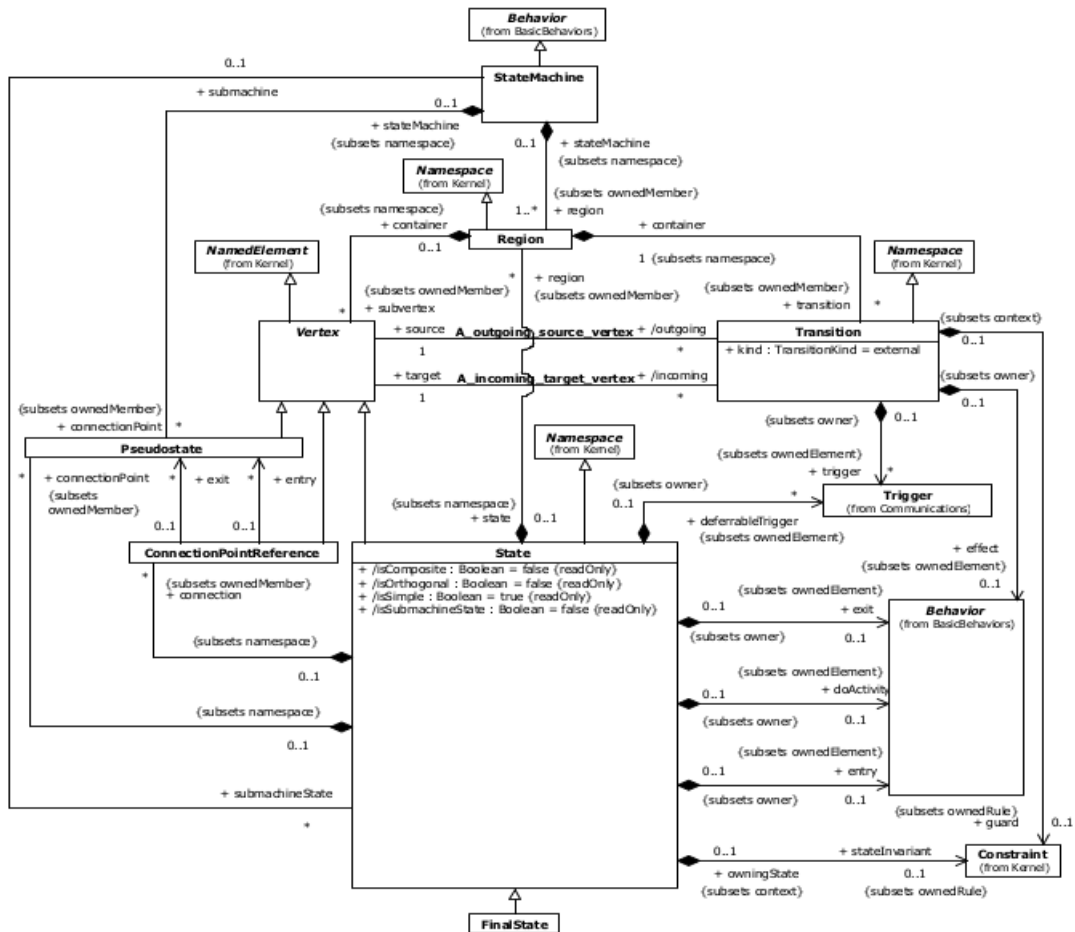 Behavior
(from BasicBehaviors)
0..1
StateMachine
+ submachine
0..1
+ stateMachine
{subsets namespace}
0..1
+ stateMachine
{subsets namespace}
Namespace
(from Kernel)
{subsets ownedMember}
1..*
+ region
{subsets namespace}
+ container
0..1
Region
+ container
1 {subsets namespace}
NamedElement
(from Kernel)
Namespace
(from Kernel)
*
+ region
{subsets ownedMember}
{subsets ownedMember}
* + subvertex
{subsets ownedMember}
+ transition
*
{subsets context}
0..1
Vertex
+ source
A_outgoing_source_vertex
+ /outgoing
1
*
Transition
+ kind : TransitionKind = external
+ target
A_incoming_target_vertex
+ /incoming
1
*
{subsets owner}
0..1
{subsets owner}
0..1
{subsets ownedMember}
+ connectionPoint
*
Pseudostate
Namespace
(from Kernel)
{subsets ownedElement}
+ trigger
*
* + connectionPoint
{subsets
ownedMember}
*
+ exit
*
+ entry
0..1
0..1
{subsets namespace}
+ state
0..1
{subsets owner}
0..1
*
+ deferrableTrigger
{subsets ownedElement}
Trigger
(from Communications)
ConnectionPointReference
*
{subsets ownedMember}
+ connection
State
+ /isComposite : Boolean = false {readOnly}
+ /isOrthogonal : Boolean = false {readOnly}
+ /isSimple : Boolean = true {readOnly}
+ /isSubmachineState : Boolean = false {readOnly}
+ effect
{subsets ownedElement}
0..1
{subsets ownedElement}
0..1
+ exit
{subsets owner}
0..1
Behavior
(from BasicBehaviors)
{subsets namespace}
0..1
{subsets ownedElement}
0..1
+ doActivity
{subsets owner}
0..1
{subsets namespace}
0..1
{subsets ownedElement}
0..1
+ entry
{subsets owner}
0..1
+ submachineState
*
{subsets ownedRule}
+ guard
0..1
0..1
+ stateInvariant
+ owningState
0..1
{subsets context}
{subsets ownedRule}
Constraint
(from Kernel)
FinalState